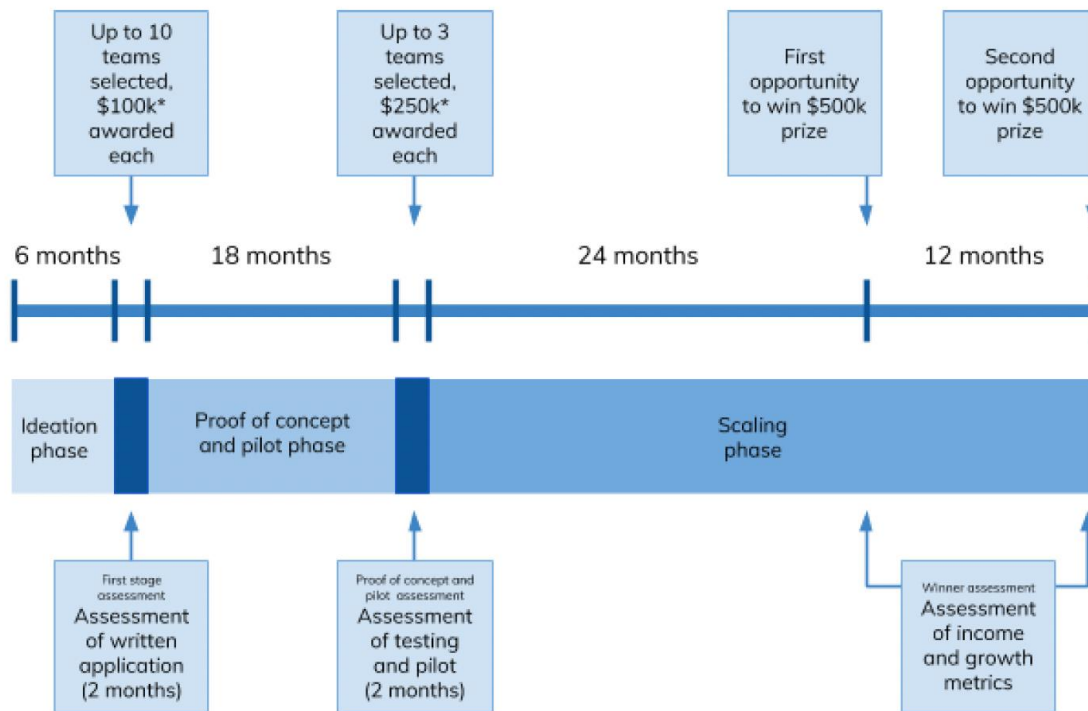 Up to 10
teams
selected,
$100k*
awarded
each
Up to 3
teams
selected,
$250k*
awarded
each
First
opportunity
to win $500k
prize
Second
opportunity
to win $500k
prize
6 months
18 months
24 months
12 months
Ideation
phase
Proof of concept
and pilot phase
Scaling
phase
First stage
assessment
Assessment
of written
application
(2 months)
Proof of concept and
pilot assessment
Assessment
of testing
and pilot
(2 months)
Winner assessment
Assessment
of income
and growth
metrics